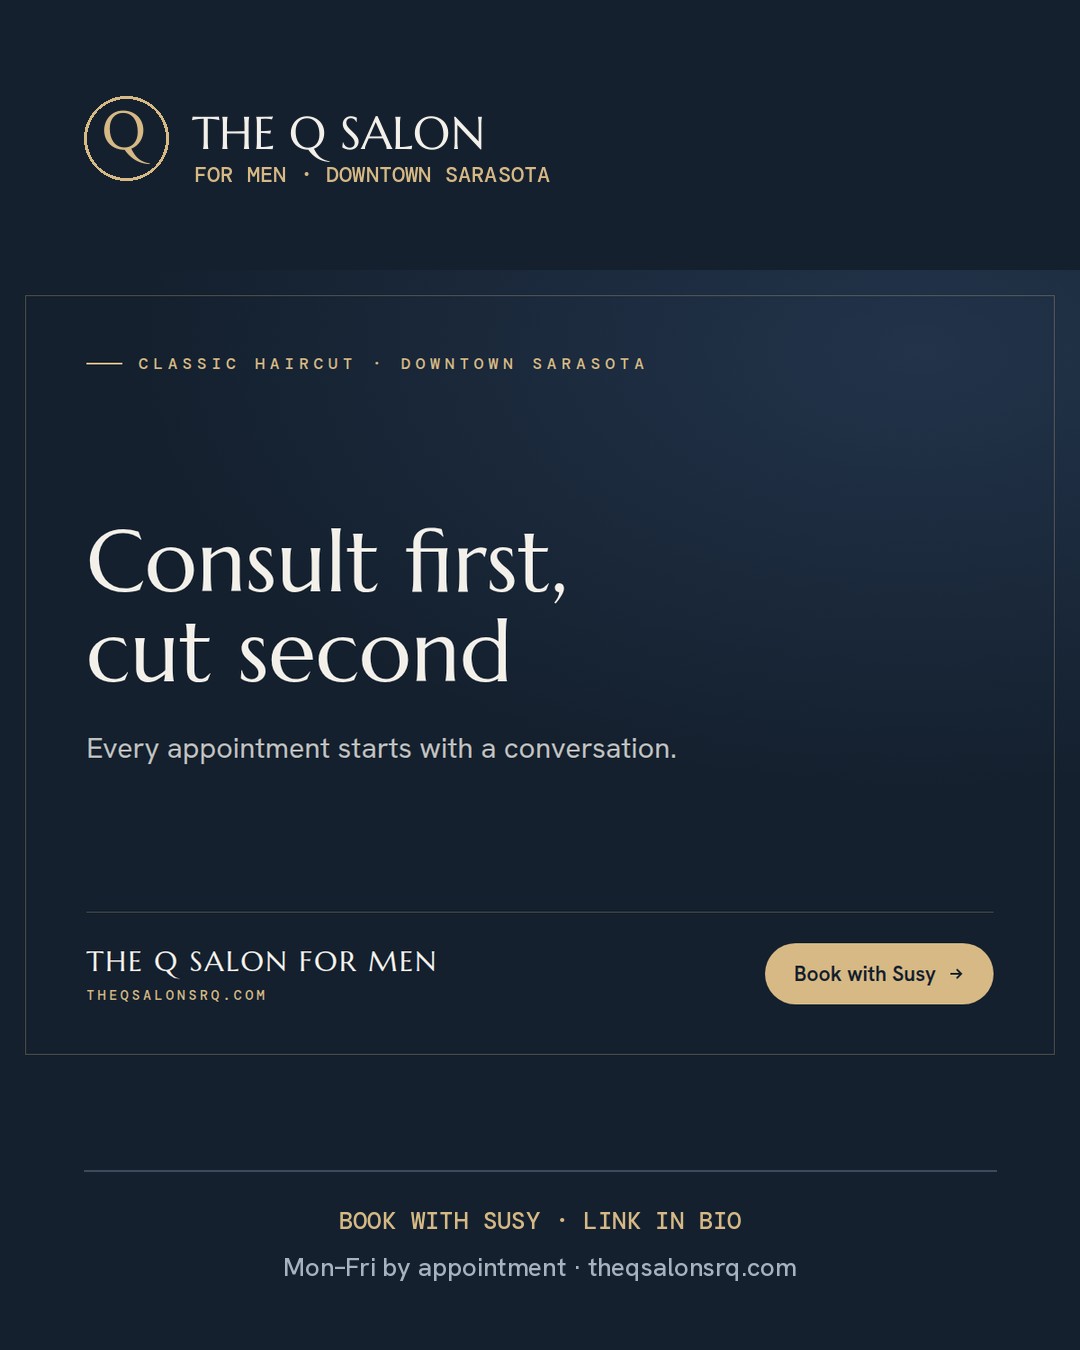 Q
THE Q SALON
FOR MEN · DOWNTOWN SARASOTA
CLASSIC HAIRCUT · DOWNTOWN SARASOTA
Consult first,
cut second
Every appointment starts with a conversation.
THE Q SALON FOR MEN
THEQSALONSRQ.COM
Book with Susy →
BOOK WITH SUSY · LINK IN BIO
Mon–Fri by appointment · theqsalonsrq.com